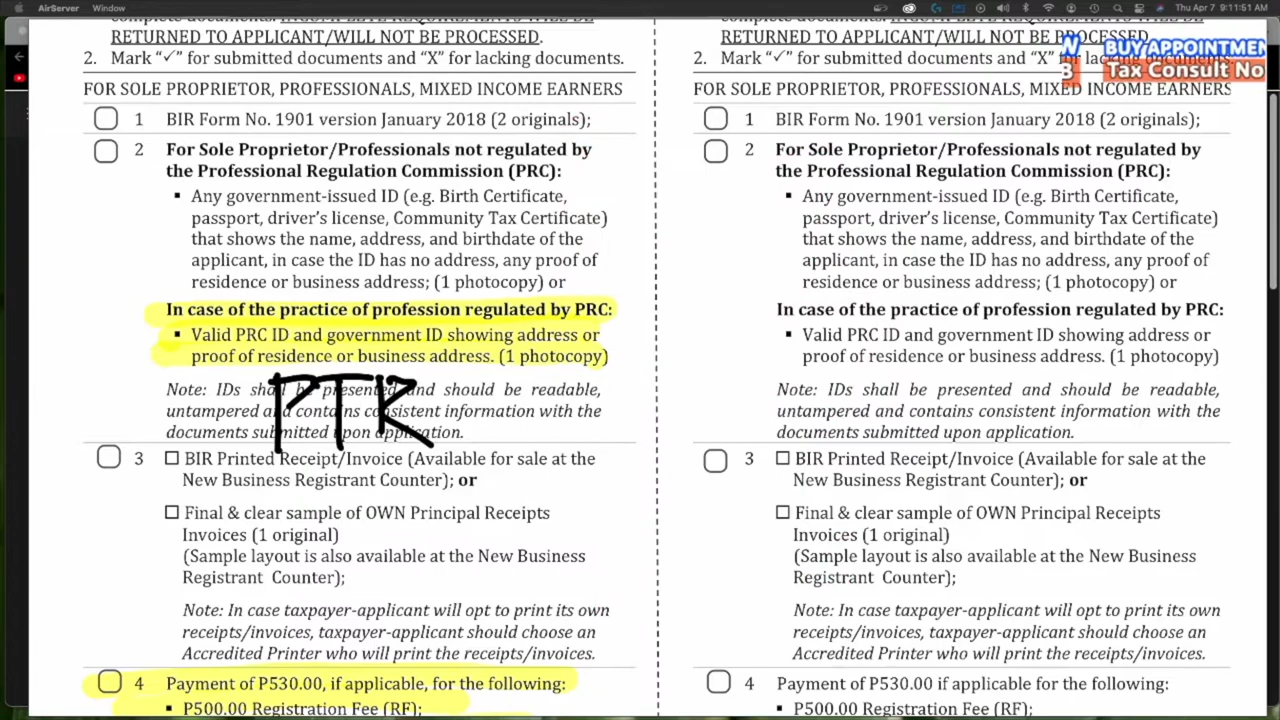 AirServer Window
Thu Apr 7 9:11:51 AM
RETURNED TO APPLICANT/WILL NOT BE PROCESSED.
2. Mark “✓” for submitted documents and “X” for lacking documents.
FOR SOLE PROPRIETOR, PROFESSIONALS, MIXED INCOME EARNERS
1 BIR Form No. 1901 version January 2018 (2 originals);
2 For Sole Proprietor/Professionals not regulated by
the Professional Regulation Commission (PRC):
▪ Any government-issued ID (e.g. Birth Certificate,
passport, driver’s license, Community Tax Certificate)
that shows the name, address, and birthdate of the
applicant, in case the ID has no address, any proof of
residence or business address; (1 photocopy) or
In case of the practice of profession regulated by PRC:
▪ Valid PRC ID and government ID showing address or
proof of residence or business address. (1 photocopy)
PTR
Note: IDs shall be presented and should be readable,
untampered and contains consistent information with the
documents submitted upon application.
3 ☐ BIR Printed Receipt/Invoice (Available for sale at the
New Business Registrant Counter); or
☐ Final & clear sample of OWN Principal Receipts
Invoices (1 original)
(Sample layout is also available at the New Business
Registrant Counter);
Note: In case taxpayer-applicant will opt to print its own
receipts/invoices, taxpayer-applicant should choose an
Accredited Printer who will print the receipts/invoices.
4 Payment of P530.00, if applicable, for the following:
▪ P500.00 Registration Fee (RF);
RETURNED TO APPLICANT/WILL NOT BE PROCESSED.
2. Mark “✓” for submitted documents and “X” for lacking documents.
BUY APPOINTMEN
Tax Consult No
FOR SOLE PROPRIETOR, PROFESSIONALS, MIXED INCOME EARNERS
1 BIR Form No. 1901 version January 2018 (2 originals);
2 For Sole Proprietor/Professionals not regulated by
the Professional Regulation Commission (PRC):
▪ Any government-issued ID (e.g. Birth Certificate,
passport, driver’s license, Community Tax Certificate)
that shows the name, address, and birthdate of the
applicant, in case the ID has no address, any proof of
residence or business address; (1 photocopy) or
In case of the practice of profession regulated by PRC:
▪ Valid PRC ID and government ID showing address or
proof of residence or business address. (1 photocopy)
Note: IDs shall be presented and should be readable,
untampered and contains consistent information with the
documents submitted upon application.
3 ☐ BIR Printed Receipt/Invoice (Available for sale at the
New Business Registrant Counter); or
☐ Final & clear sample of OWN Principal Receipts
Invoices (1 original)
(Sample layout is also available at the New Business
Registrant Counter);
Note: In case taxpayer-applicant will opt to print its own
receipts/invoices, taxpayer-applicant should choose an
Accredited Printer who will print the receipts/invoices.
4 Payment of P530.00 if applicable for the following:
▪ P500.00 Registration Fee (RF);